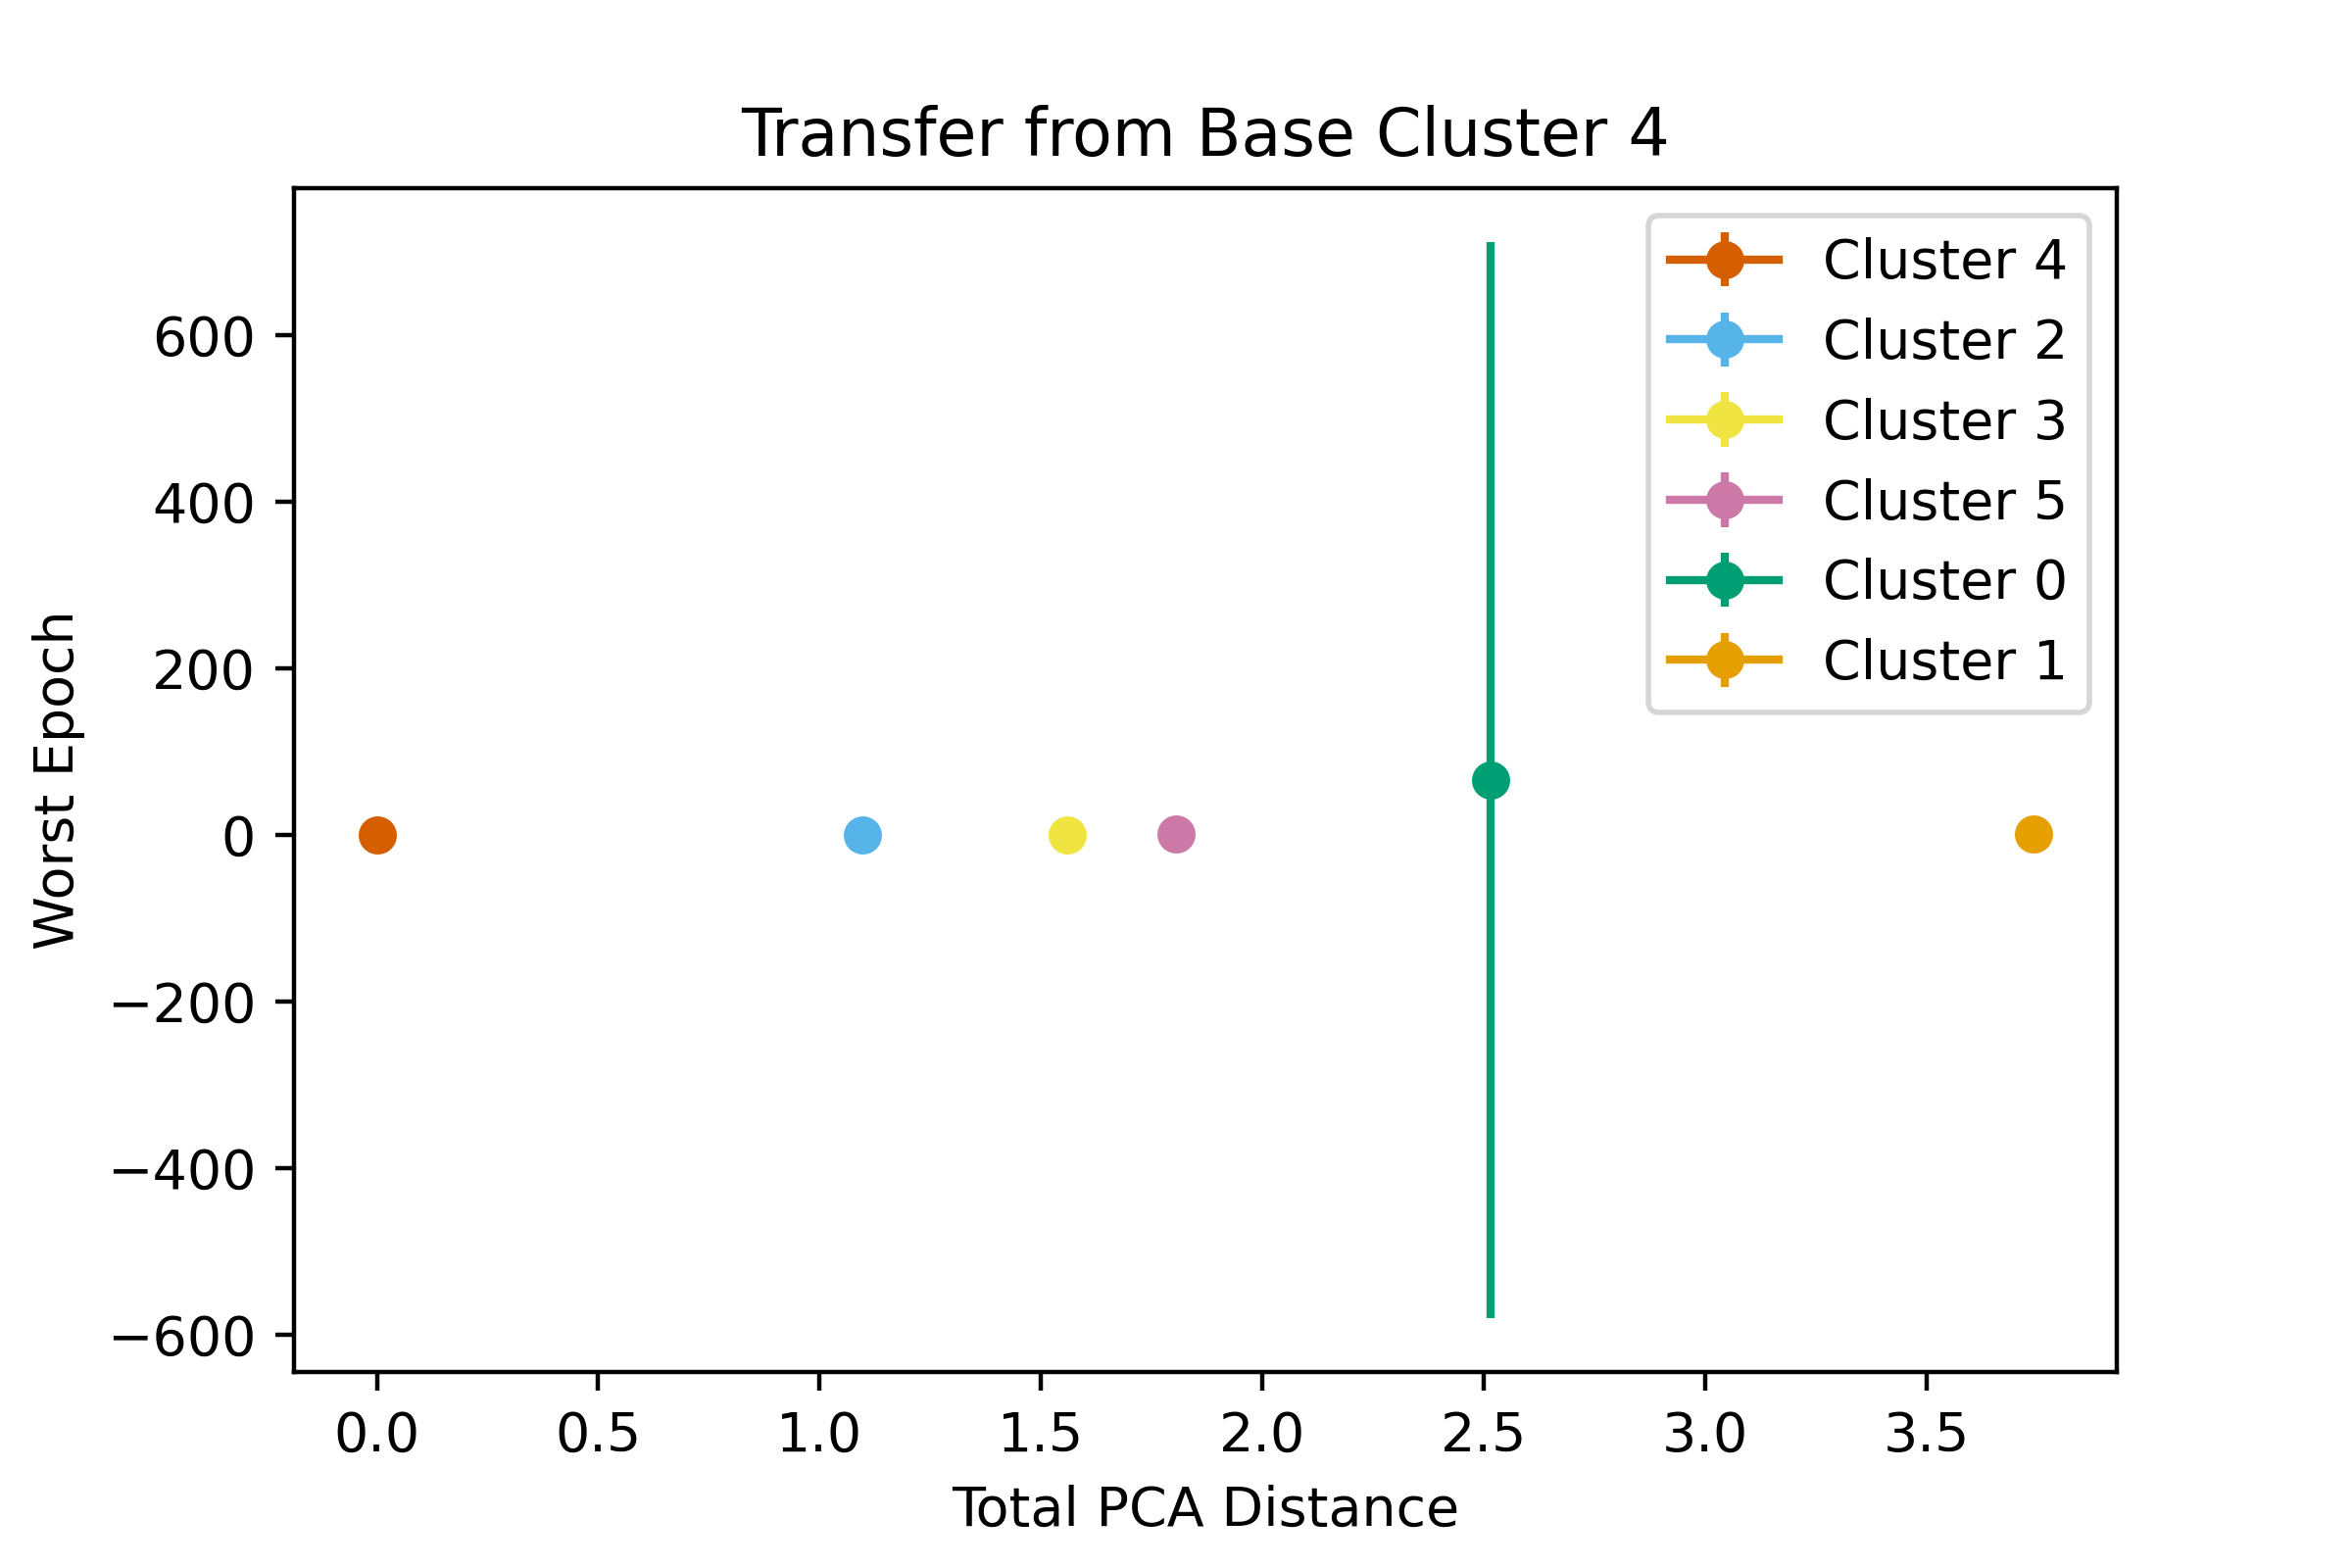 Transfer from Base Cluster 4
Cluster 4
Cluster 2
Cluster 3
Cluster 5
Cluster 0
Cluster 1
Worst Epoch
600
400
200
0
−200
−400
−600
0.0 0.5 1.0 1.5 2.0 2.5 3.0 3.5
Total PCA Distance